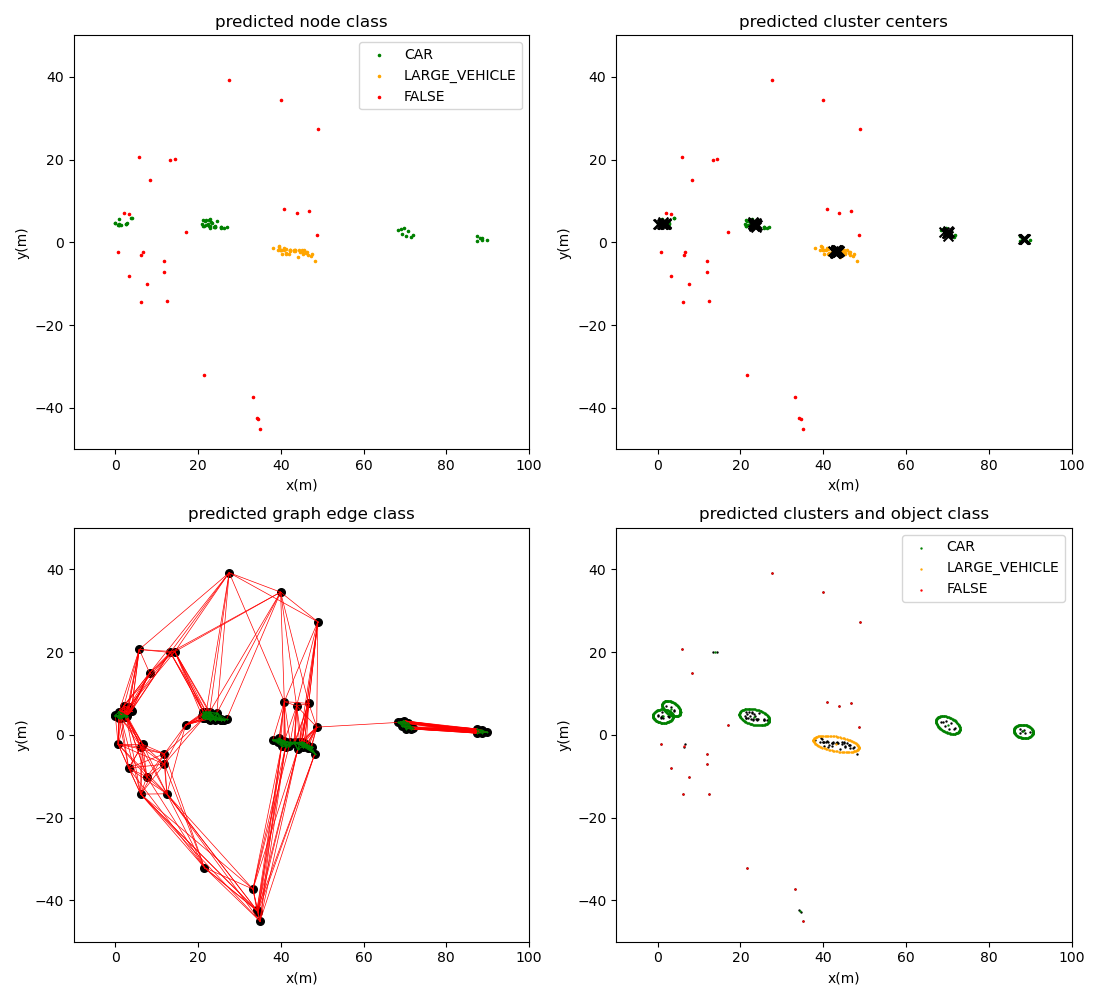 predicted node class
CAR
LARGE_VEHICLE
FALSE
40
20
0
−20
−40
y(m)
0 20 40 60 80 100
x(m)
predicted cluster centers
40
20
0
−20
−40
y(m)
0 20 40 60 80 100
x(m)
predicted graph edge class
40
20
0
−20
−40
y(m)
0 20 40 60 80 100
x(m)
predicted clusters and object class
CAR
LARGE_VEHICLE
FALSE
40
20
0
−20
−40
y(m)
0 20 40 60 80 100
x(m)